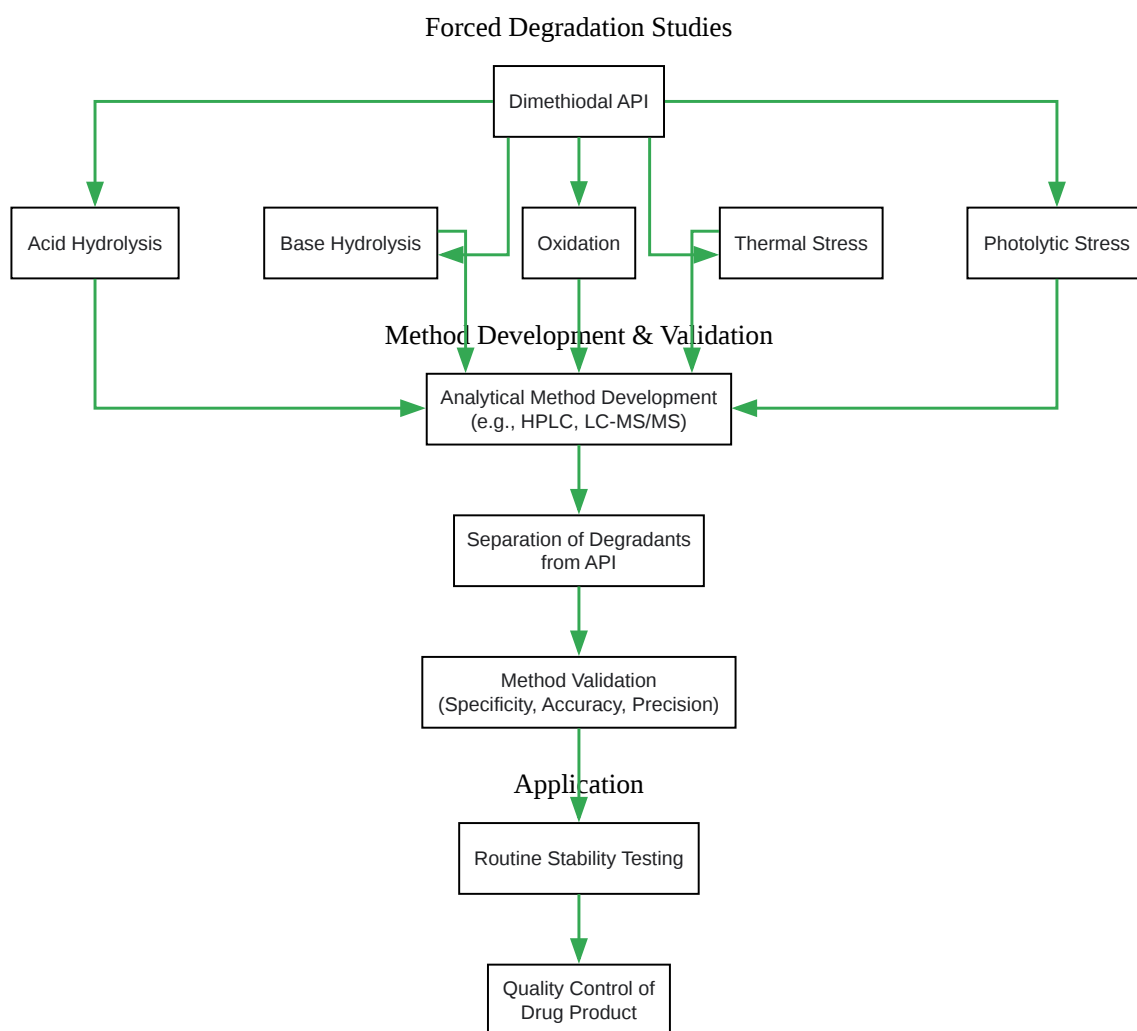 Forced Degradation Studies
Dimethiodal API
Acid Hydrolysis
Base Hydrolysis
Oxidation
Thermal Stress
Photolytic Stress
Method Development & Validation
Analytical Method Development
(e.g., HPLC, LC-MS/MS)
Separation of Degradants
from API
Method Validation
(Specificity, Accuracy, Precision)
Application
Routine Stability Testing
Quality Control of
Drug Product